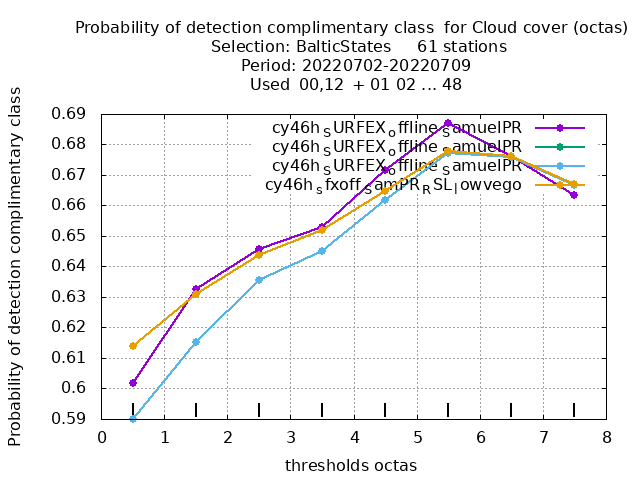 Probability of detection complimentary class for Cloud cover (octas)
Selection: BalticStates 61 stations
Period: 20220702-20220709
Used 00,12 + 01 02 ... 48
Probability of detection complimentary class
0.69
0.68
0.67
0.66
0.65
0.64
0.63
0.62
0.61
0.6
0.59
cy46h_SURFEX_offline_samuelPR
cy46h_SURFEX_offline_samuelPR
cy46h_SURFEX_offline_samuelPR
cy46h_sfxoff_samPR_RSL_lowvego
0 1 2 3 4 5 6 7 8
thresholds octas